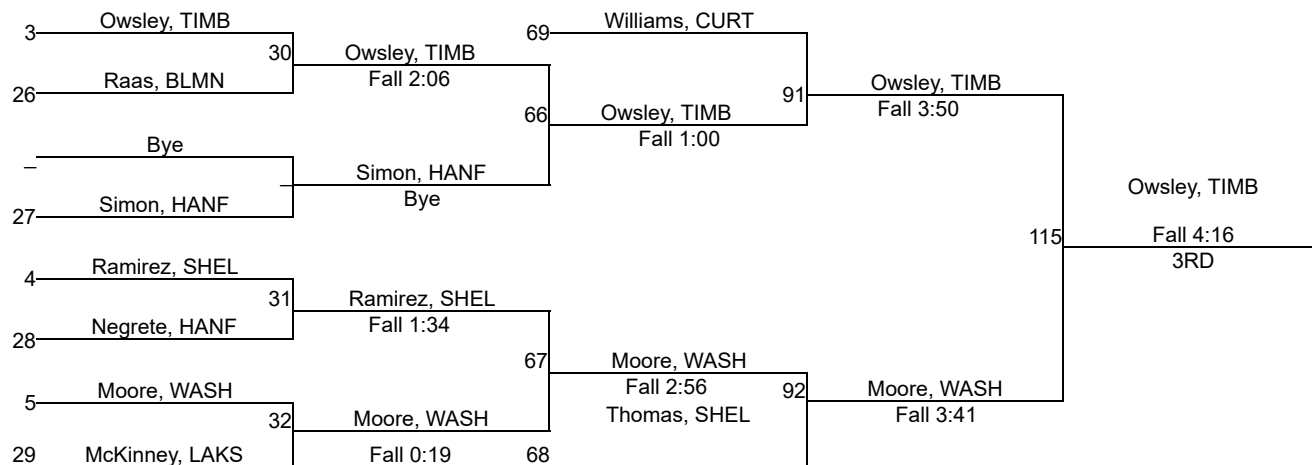 Owsley, TIMB
Williams, CURT
3
69
30
Owsley, TIMB
Raas, BLMN
Fall 2:06
Owsley, TIMB
26
91
Fall 3:50
66
Owsley, TIMB
Fall 1:00
Bye
_
Simon, HANF
_
Bye
Owsley, TIMB
Simon, HANF
27
115
Fall 4:16
3RD
Ramirez, SHEL
4
31
Ramirez, SHEL
Fall 1:34
Negrete, HANF
28
67
Moore, WASH
Fall 2:56
Moore, WASH
92
Moore, WASH
5
Thomas, SHEL
Fall 3:41
32
Moore, WASH
29
McKinney, LAKS
Fall 0:19
68